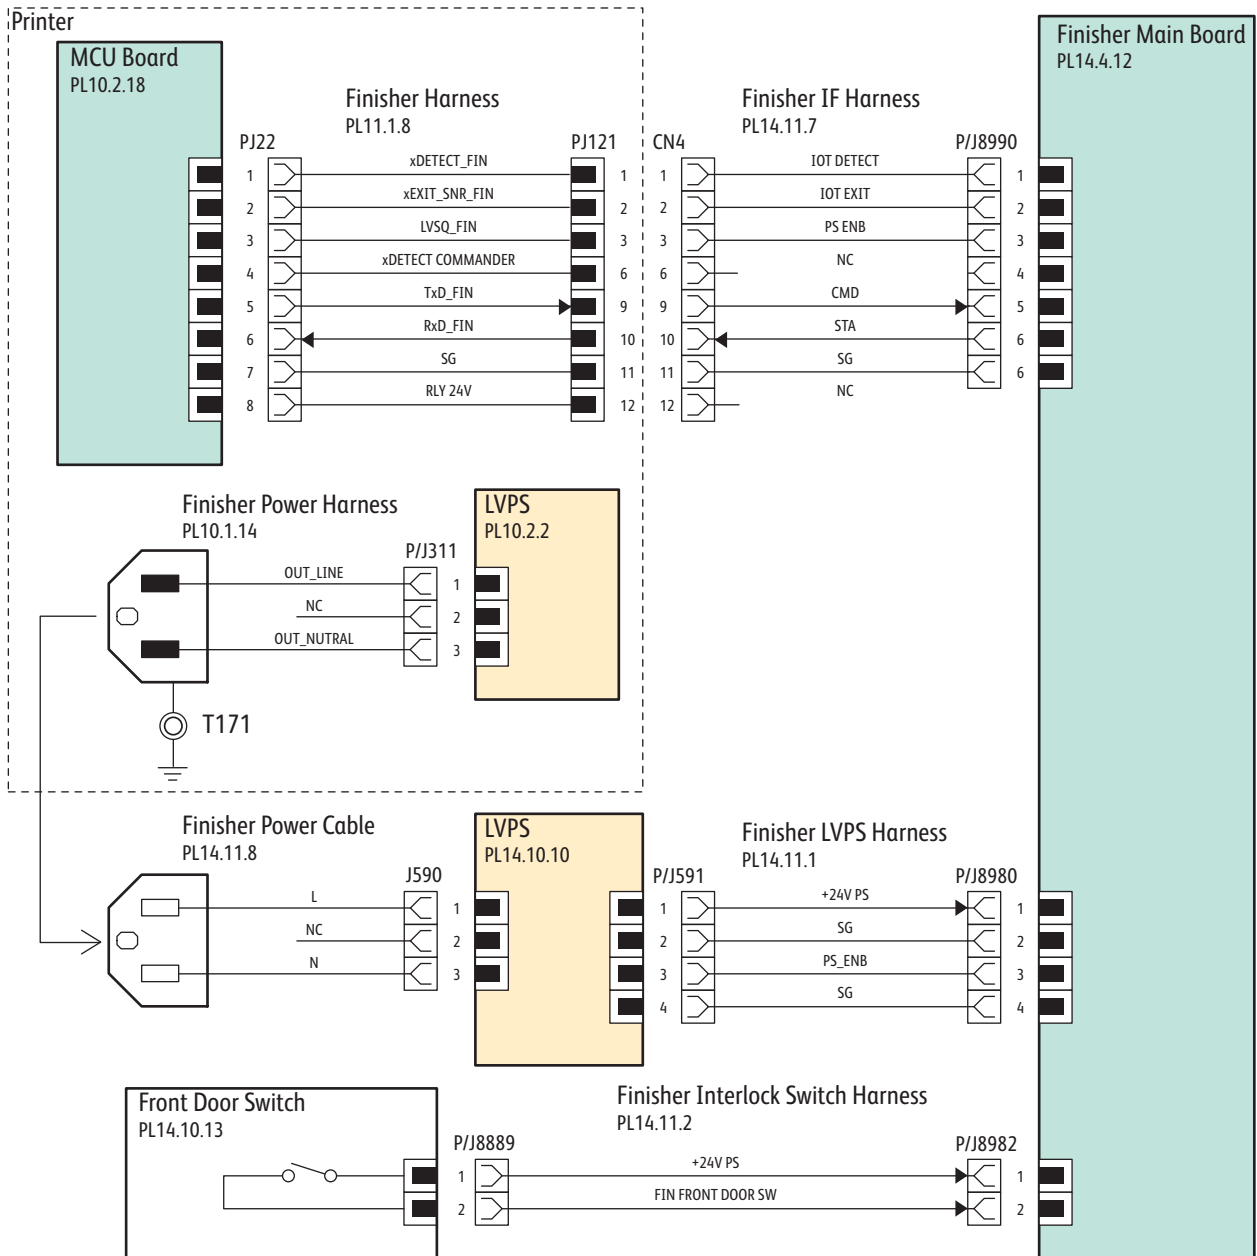 Printer
MCU Board
PL10.2.18
Finisher Main Board
PL14.4.12
Finisher Harness
PL11.1.8
Finisher IF Harness
PL14.11.7
PJ22
PJ121
CN4
P/J8990
1 xDETECT_FIN 1 1 IOT DETECT 1
2 xEXIT_SNR_FIN 2 2 IOT EXIT 2
3 LVSQ_FIN 3 3 PS ENB 3
4 xDETECT COMMANDER 6 6 NC 4
5 TxD_FIN 9 9 CMD 5
6 RxD_FIN 10 10 STA 6
7 SG 11 11 SG 6
8 RLY 24V 12 12 NC
Finisher Power Harness
PL10.1.14
LVPS
PL10.2.2
P/J311
OUT_LINE 1
NC 2
OUT_NUTRAL 3
T171
Finisher Power Cable
PL14.11.8
LVPS
PL14.10.10
Finisher LVPS Harness
PL14.11.1
J590
P/J591
P/J8980
L 1 1 +24V PS 1
NC 2 2 SG 2
N 3 3 PS_ENB 3
4 SG 4
Front Door Switch
PL14.10.13
Finisher Interlock Switch Harness
PL14.11.2
P/J8889
P/J8982
1 +24V PS 1
2 FIN FRONT DOOR SW 2